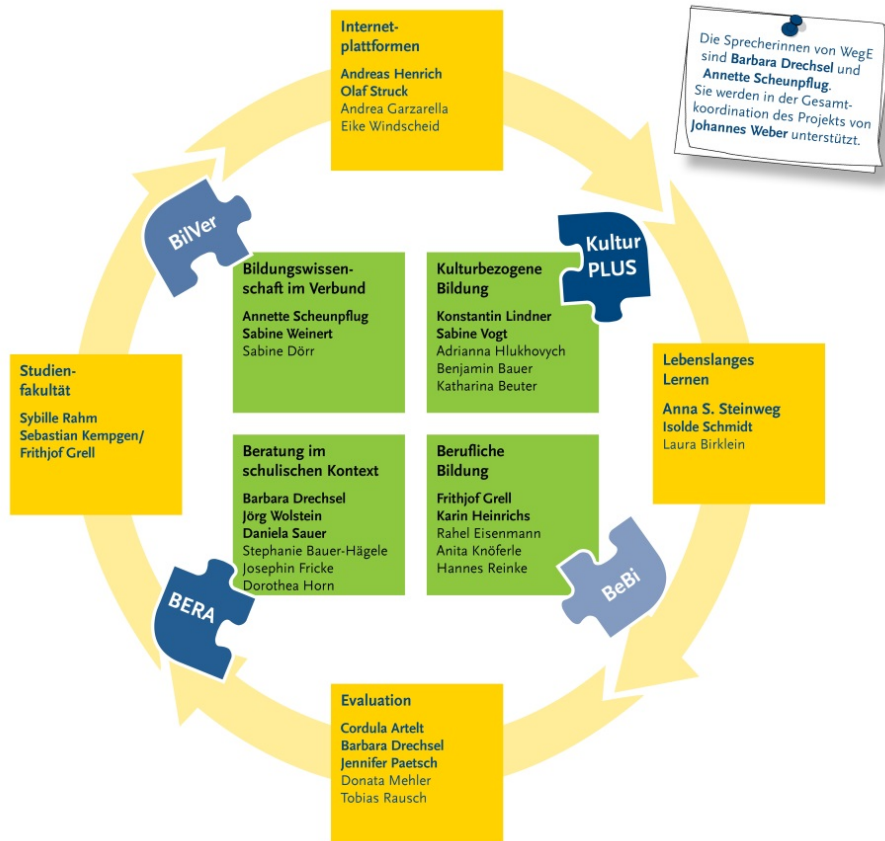 Internet-
plattformen
Andreas Henrich
Olaf Struck
Andrea Garzarella
Eike Windscheid
Die Sprecherinnen von WegE
sind Barbara Drechsel und
Annette Scheunpflug.
Sie werden in der Gesamt-
koordination des Projekts von
Johannes Weber unterstützt.
BilVer
Kultur
PLUS
Bildungswissen-
schaft im Verbund
Annette Scheunpflug
Sabine Weinert
Sabine Dörr
Kulturbezogene
Bildung
Konstantin Lindner
Sabine Vogt
Adrianna Hlukhovych
Benjamin Bauer
Katharina Beuter
Studien-
fakultät
Sybille Rahm
Sebastian Kempgen/
Frithjof Grell
Lebenslanges
Lernen
Anna S. Steinweg
Isolde Schmidt
Laura Birklein
Beratung im
schulischen Kontext
Barbara Drechsel
Jörg Wolstein
Daniela Sauer
Stephanie Bauer-Hägele
Josephin Fricke
Dorothea Horn
Berufliche
Bildung
Frithjof Grell
Karin Heinrichs
Rahel Eisenmann
Anita Knöferle
Hannes Reinke
BERA
BeBi
Evaluation
Cordula Artelt
Barbara Drechsel
Jennifer Paetsch
Donata Mehler
Tobias Rausch